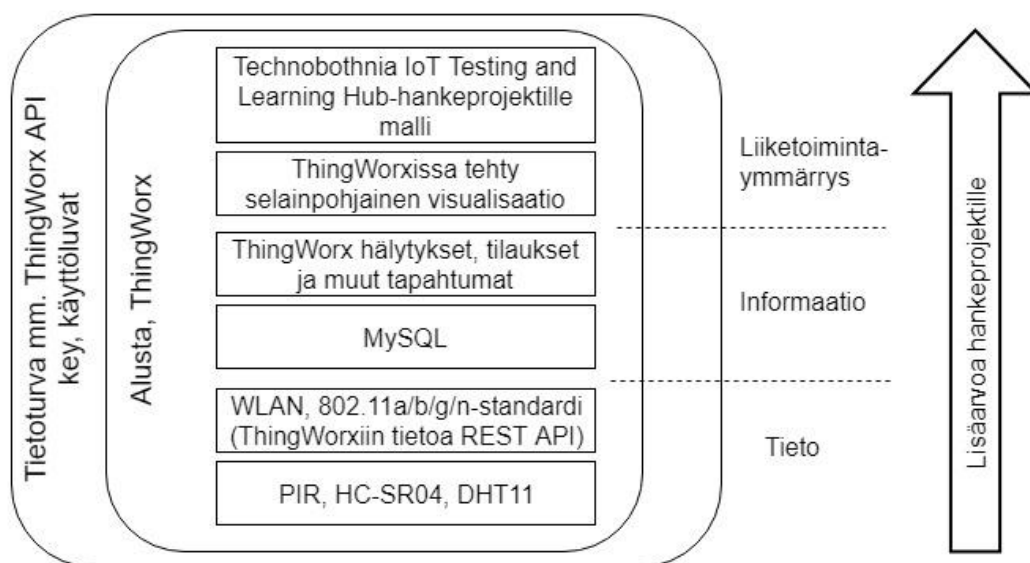 Tietoturva mm. ThingWorx API
key, käyttöluvat
Alusta, ThingWorx
Technobothnia IoT Testing and
Learning Hub-hankeprojektille
malli
ThingWorxissa tehty
selainpohjainen visualisaatio
ThingWorx hälytykset, tilaukset
ja muut tapahtumat
MySQL
WLAN, 802.11a/b/g/n-standardi
(ThingWorxiin tietoa REST API)
PIR, HC-SR04, DHT11
Liiketoiminta-
ymmärrys
Informaatio
Tieto
Lisäarvoa hankeprojektille